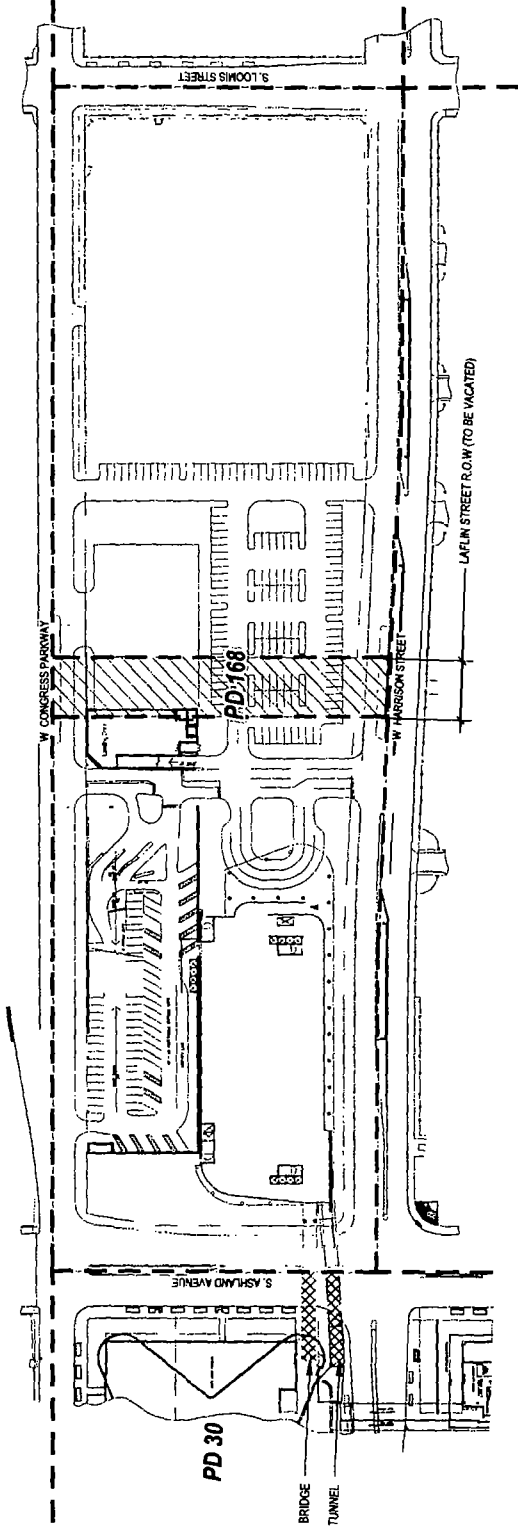 S. LOOMIS STREET
W CONGRESS PARKWAY
LAFLIN STREET R.O.W (TO BE VACATED)
PD 168
W HARRISON STREET
S. ASHLAND AVENUE
PD 30
BRIDGE
TUNNEL